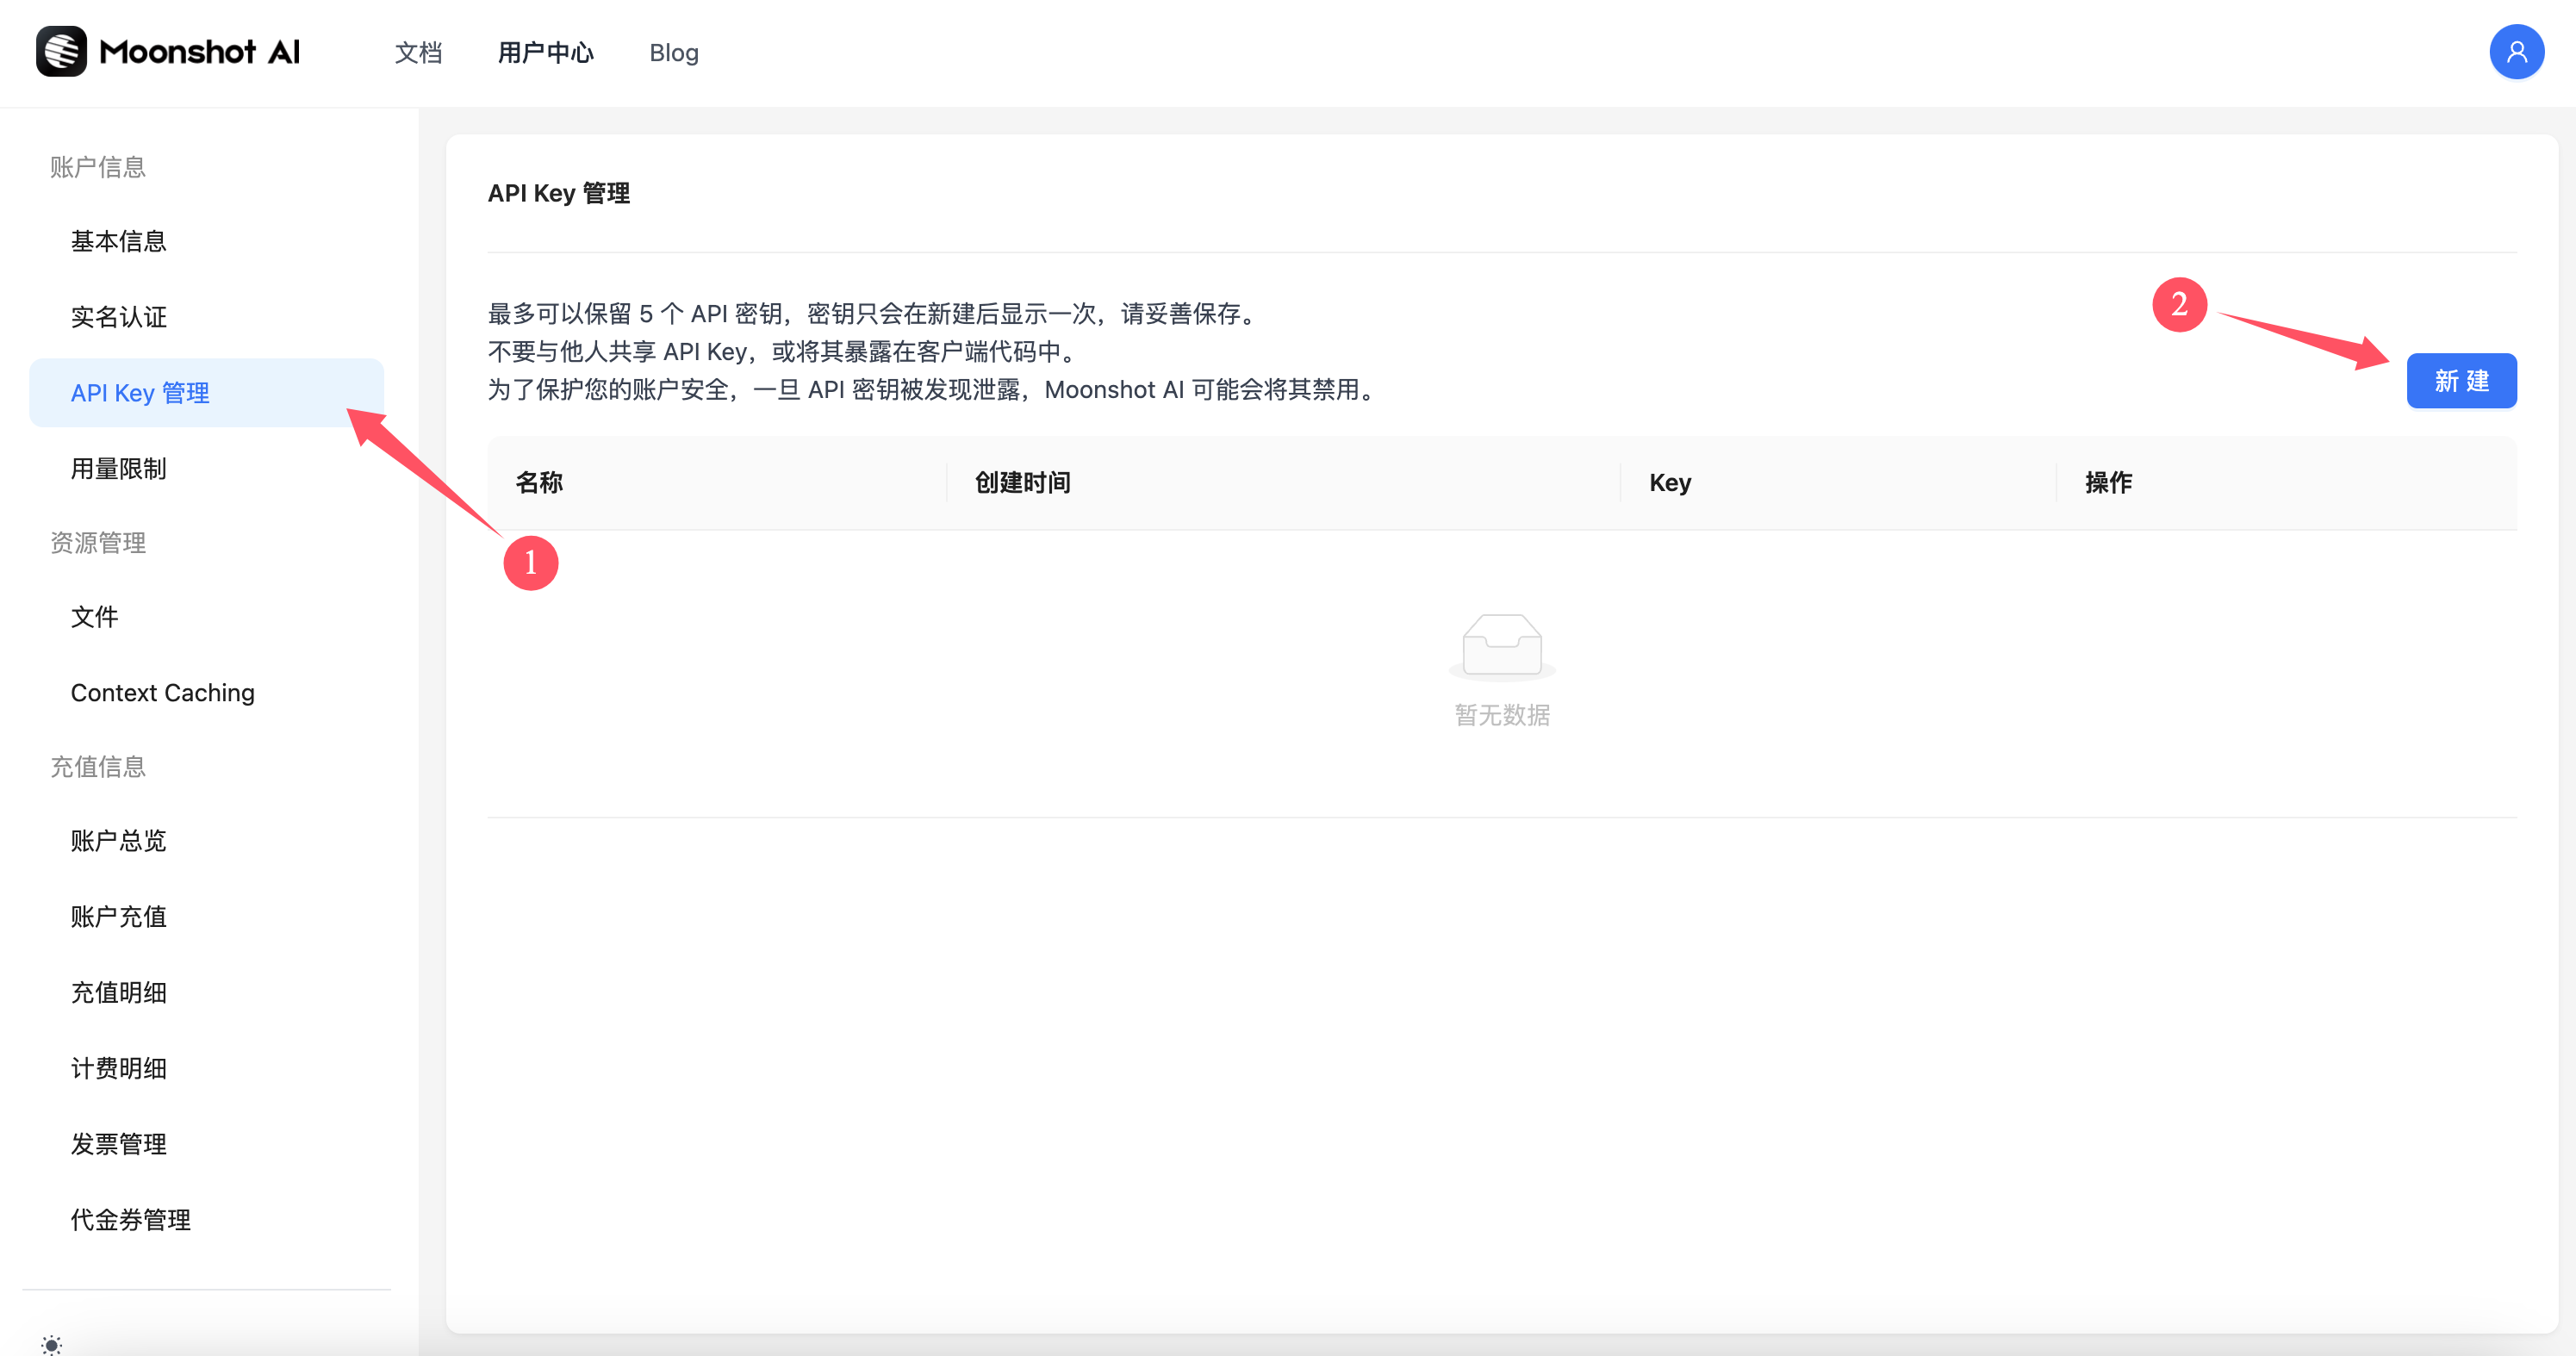 Moonshot AI
文档
用户中心
Blog
账户信息
基本信息
实名认证
API Key 管理
用量限制
资源管理
文件
Context Caching
充值信息
账户总览
账户充值
充值明细
计费明细
发票管理
代金券管理
API Key 管理
最多可以保留 5 个 API 密钥，密钥只会在新建后显示一次，请妥善保存。
不要与他人共享 API Key，或将其暴露在客户端代码中。
为了保护您的账户安全，一旦 API 密钥被发现泄露，Moonshot AI 可能会将其禁用。
2
新 建
名称
创建时间
Key
操作
1
暂无数据